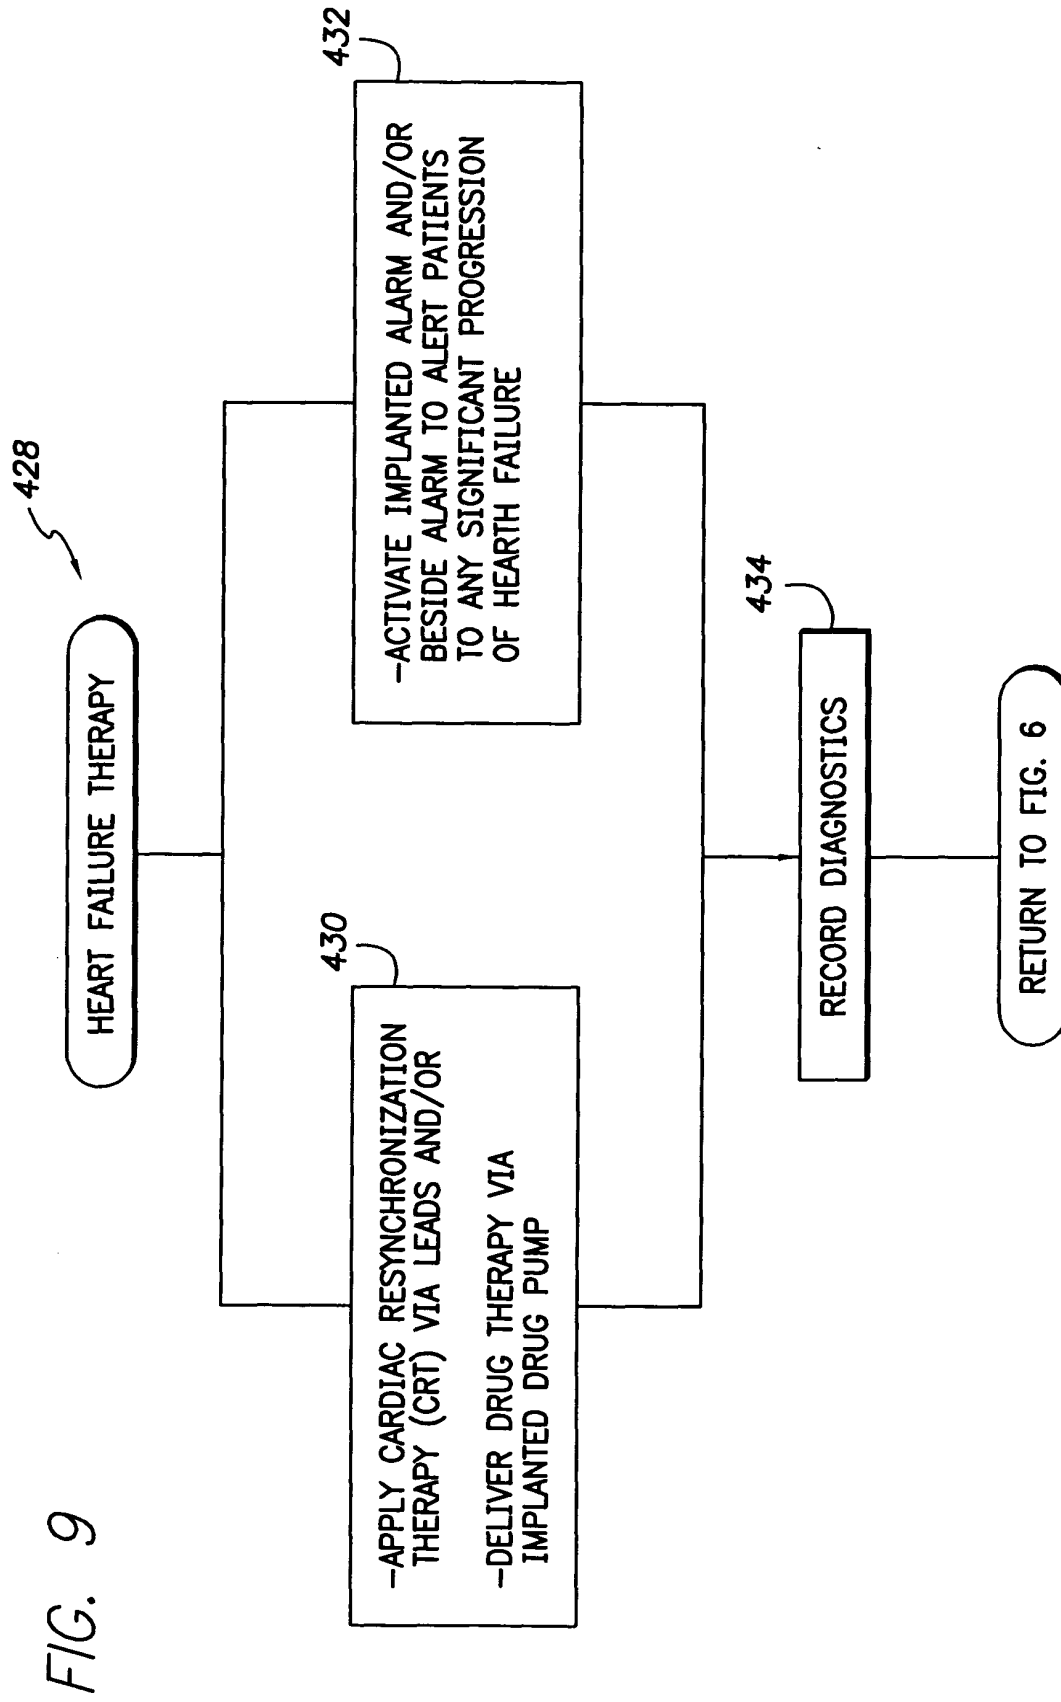 FIG. 9
428
HEART FAILURE THERAPY
430
-APPLY CARDIAC RESYNCHRONIZATION
THERAPY (CRT) VIA LEADS AND/OR
-DELIVER DRUG THERAPY VIA
IMPLANTED DRUG PUMP
432
-ACTIVATE IMPLANTED ALARM AND/OR
BESIDE ALARM TO ALERT PATIENTS
TO ANY SIGNIFICANT PROGRESSION
OF HEARTH FAILURE
434
RECORD DIAGNOSTICS
RETURN TO FIG. 6